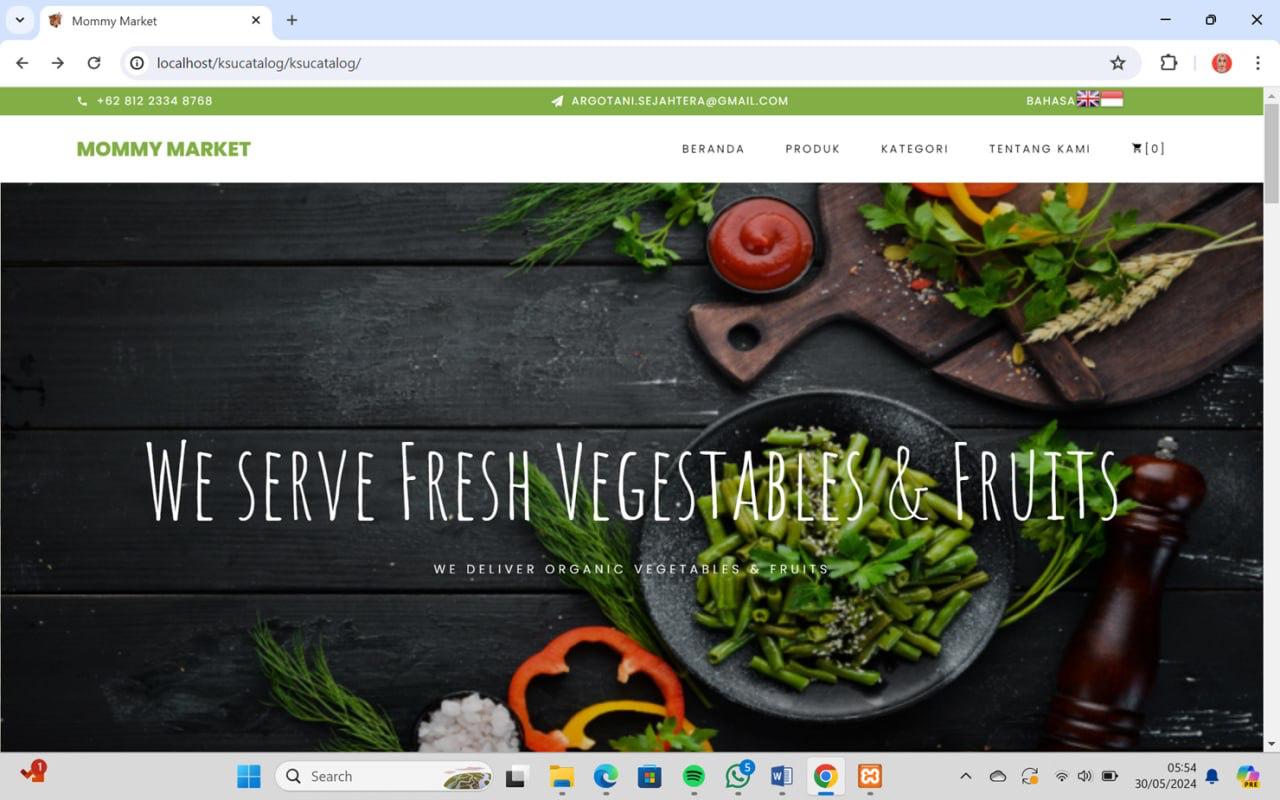 Mommy Market
localhost/ksucatalog/ksucatalog/
+62 812 2334 8768
ARGOTANI.SEJAHTERA@GMAIL.COM
BAHASA
MOMMY MARKET
BERANDA
PRODUK
KATEGORI
TENTANG KAMI
[0]
We serve Fresh Vegestables & Fruits
WE DELIVER ORGANIC VEGETABLES & FRUITS
1
Search
5
W
05:54
30/05/2024
PRE